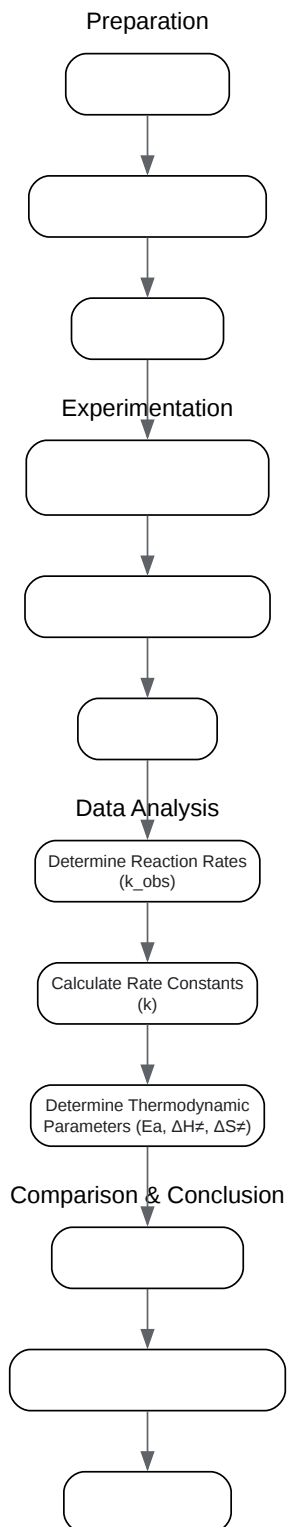 Preparation
Experimentation
Data Analysis
Determine Reaction Rates
(k_obs)
Calculate Rate Constants
(k)
Determine Thermodynamic
Parameters (Ea, ΔH≠, ΔS≠)
Comparison & Conclusion